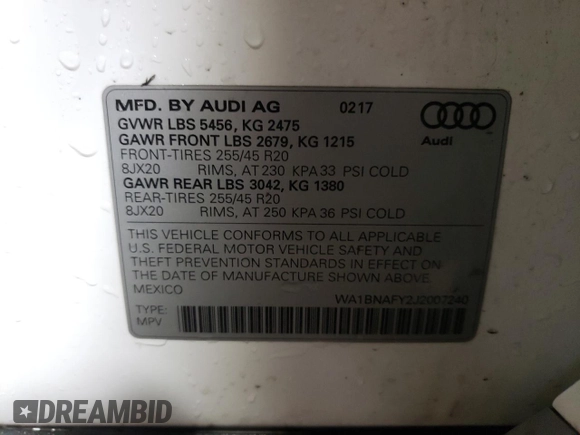 MFD. BY AUDI AG 0217
GVWR LBS 5456, KG 2475
GAWR FRONT LBS 2679, KG 1215
FRONT-TIRES 255/45 R20
8JX20 RIMS, AT 230 KPA 33 PSI COLD
GAWR REAR LBS 3042, KG 1380
REAR-TIRES 255/45 R20
8JX20 RIMS, AT 250 KPA 36 PSI COLD
Audi
THIS VEHICLE CONFORMS TO ALL APPLICABLE
U.S. FEDERAL MOTOR VEHICLE SAFETY AND
THEFT PREVENTION STANDARDS IN EFFECT ON
THE DATE OF MANUFACTURE SHOWN ABOVE.
MEXICO
WA1BNAFY2J2007240
TYPE:
MPV
DREAMBID